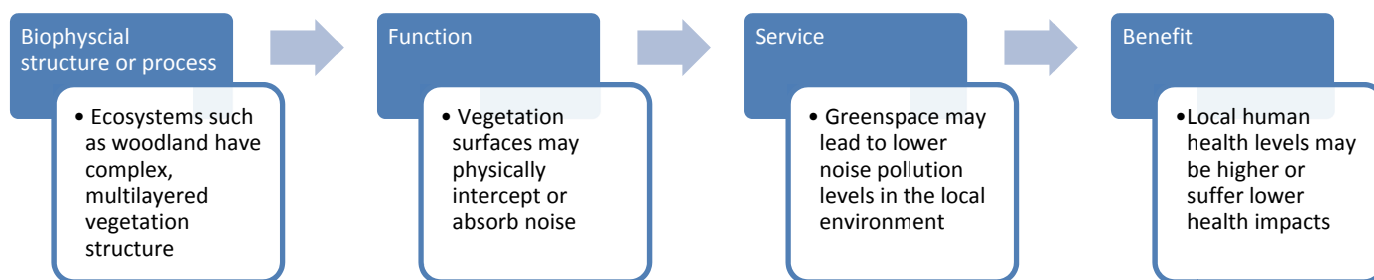 Biophyscial
structure or process
• Ecosystems such
as woodland have
complex,
multilayered
vegetation
structure
Function
• Vegetation
surfaces may
physically
intercept or
absorb noise
Service
• Greenspace may
lead to lower
noise pollution
levels in the local
environment
Benefit
•Local human
health levels may
be higher or
suffer lower
health impacts